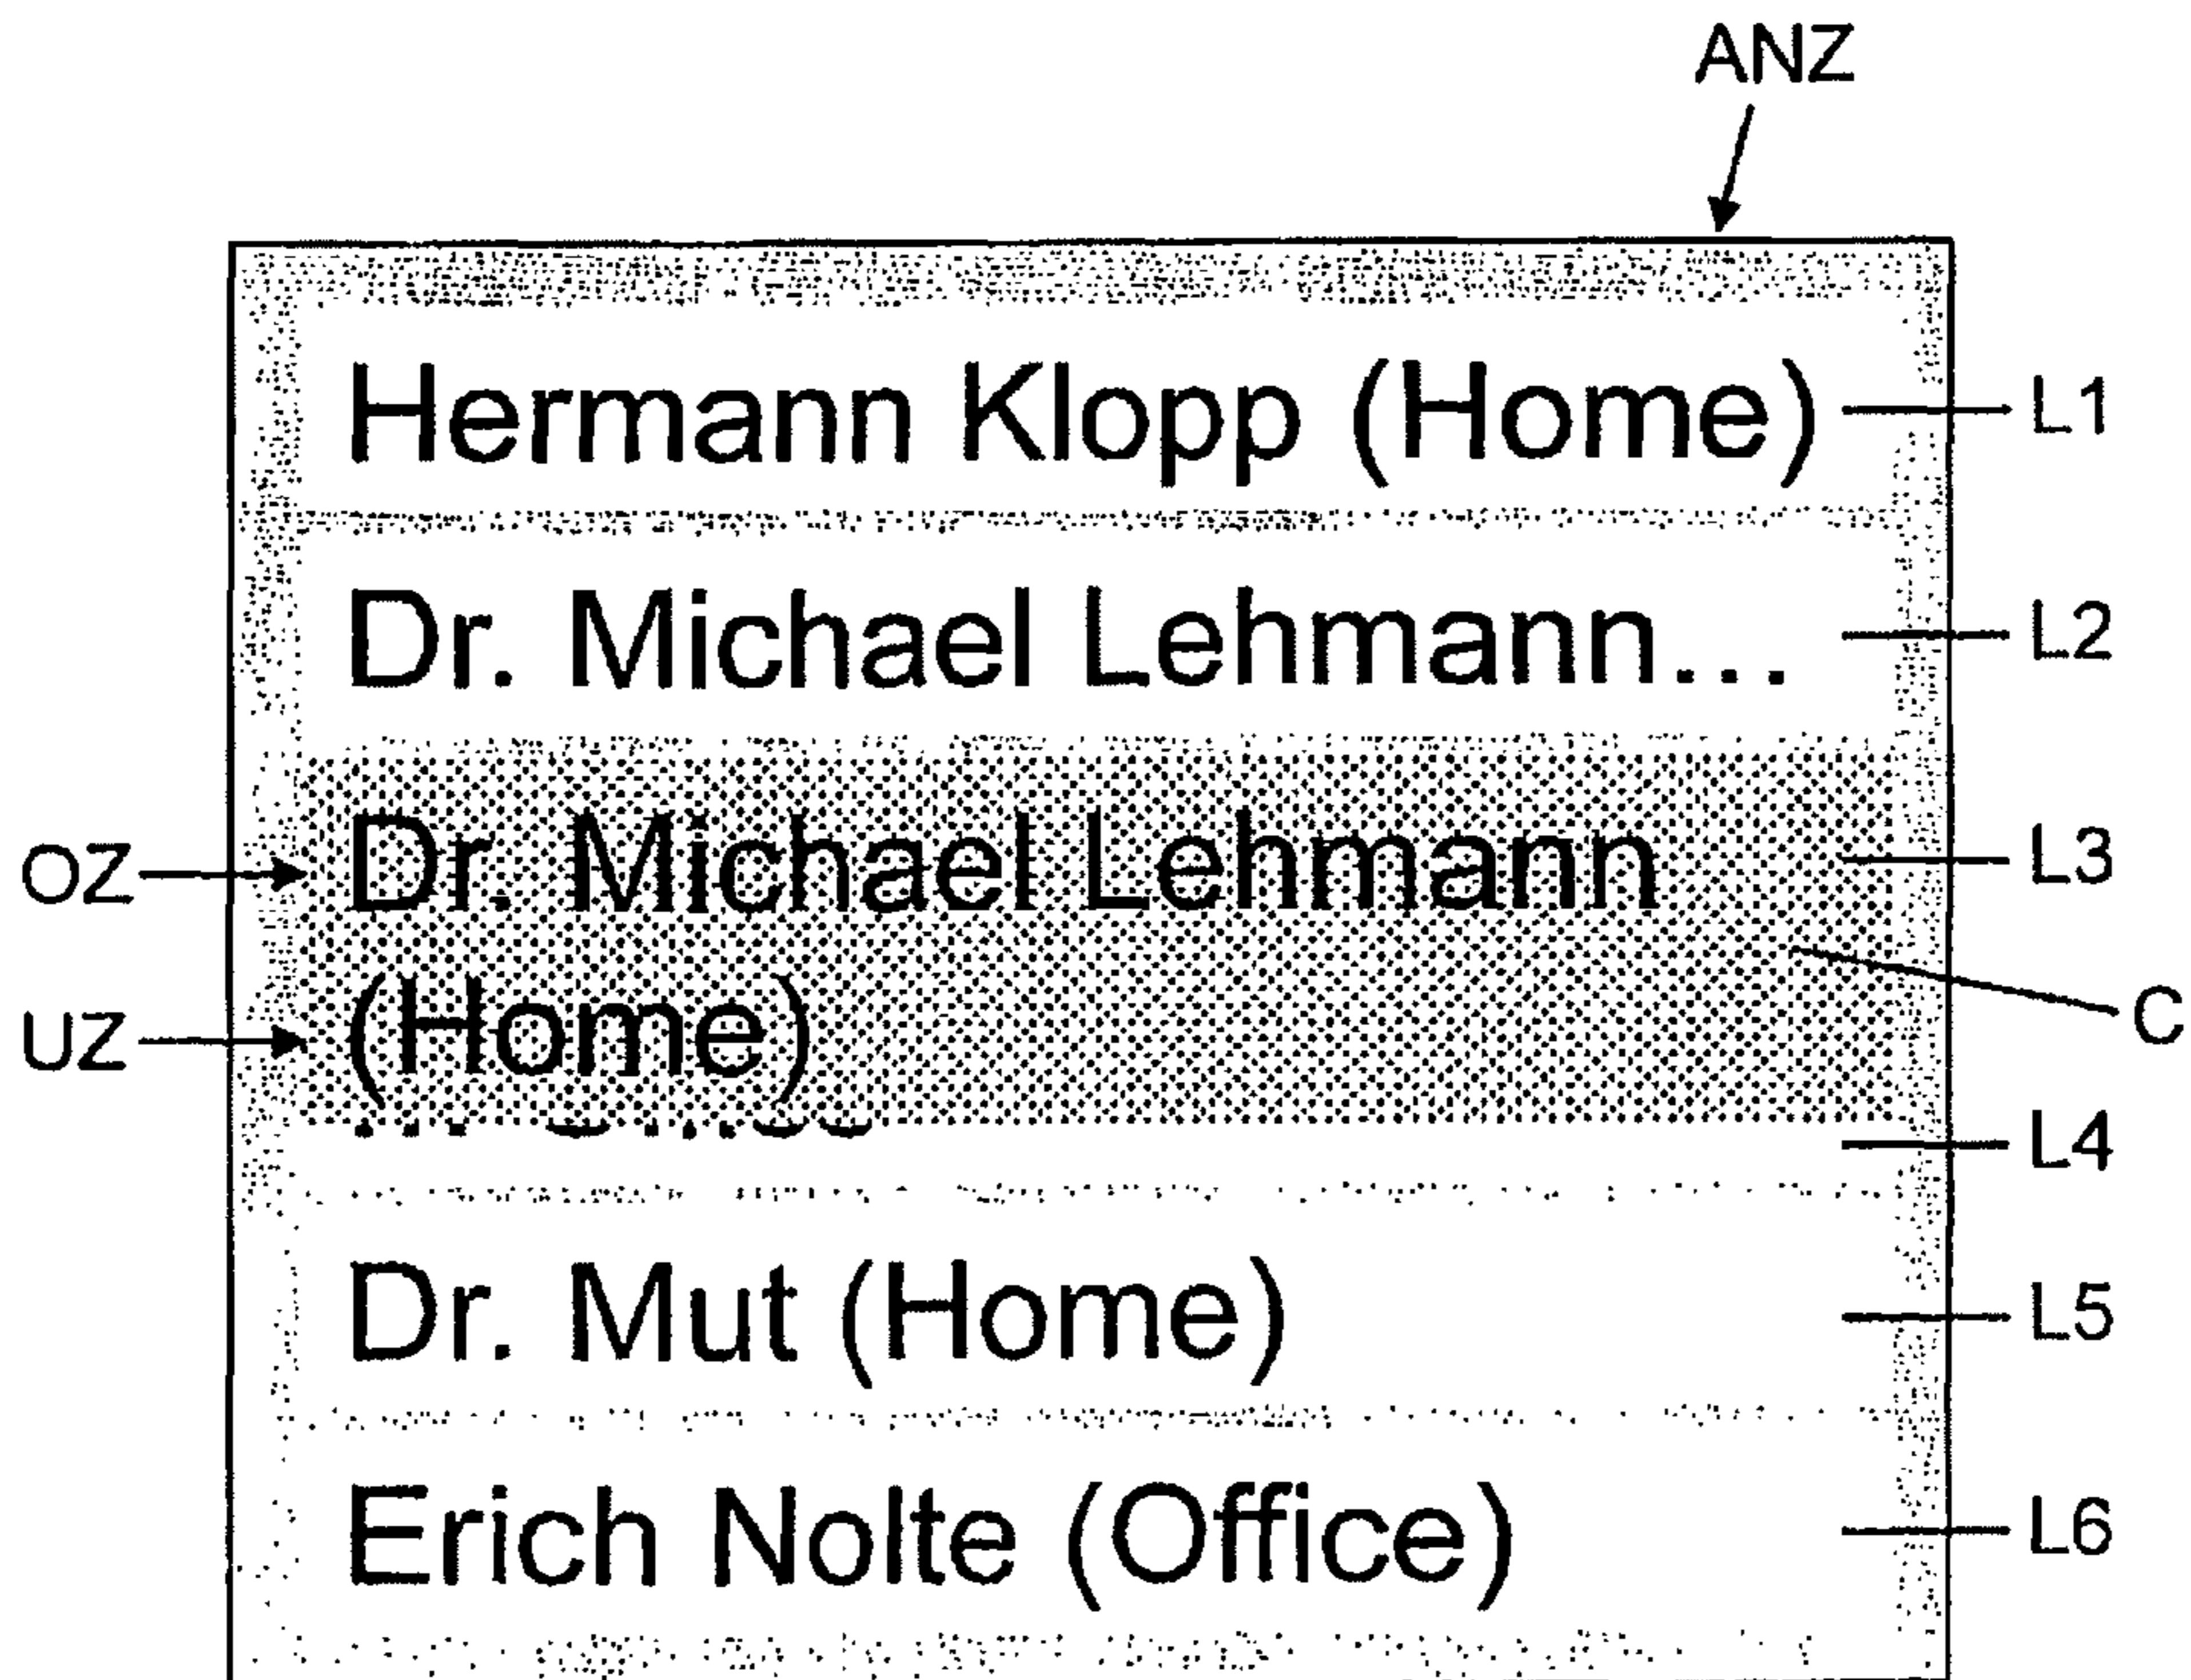 ANZ
Hermann Klopp (Home) L1
Dr. Michael Lehmann... L2
OZ Dr. Michael Lehmann L3
UZ (Home) C
L4
Dr. Mut (Home) L5
Erich Nolte (Office) L6